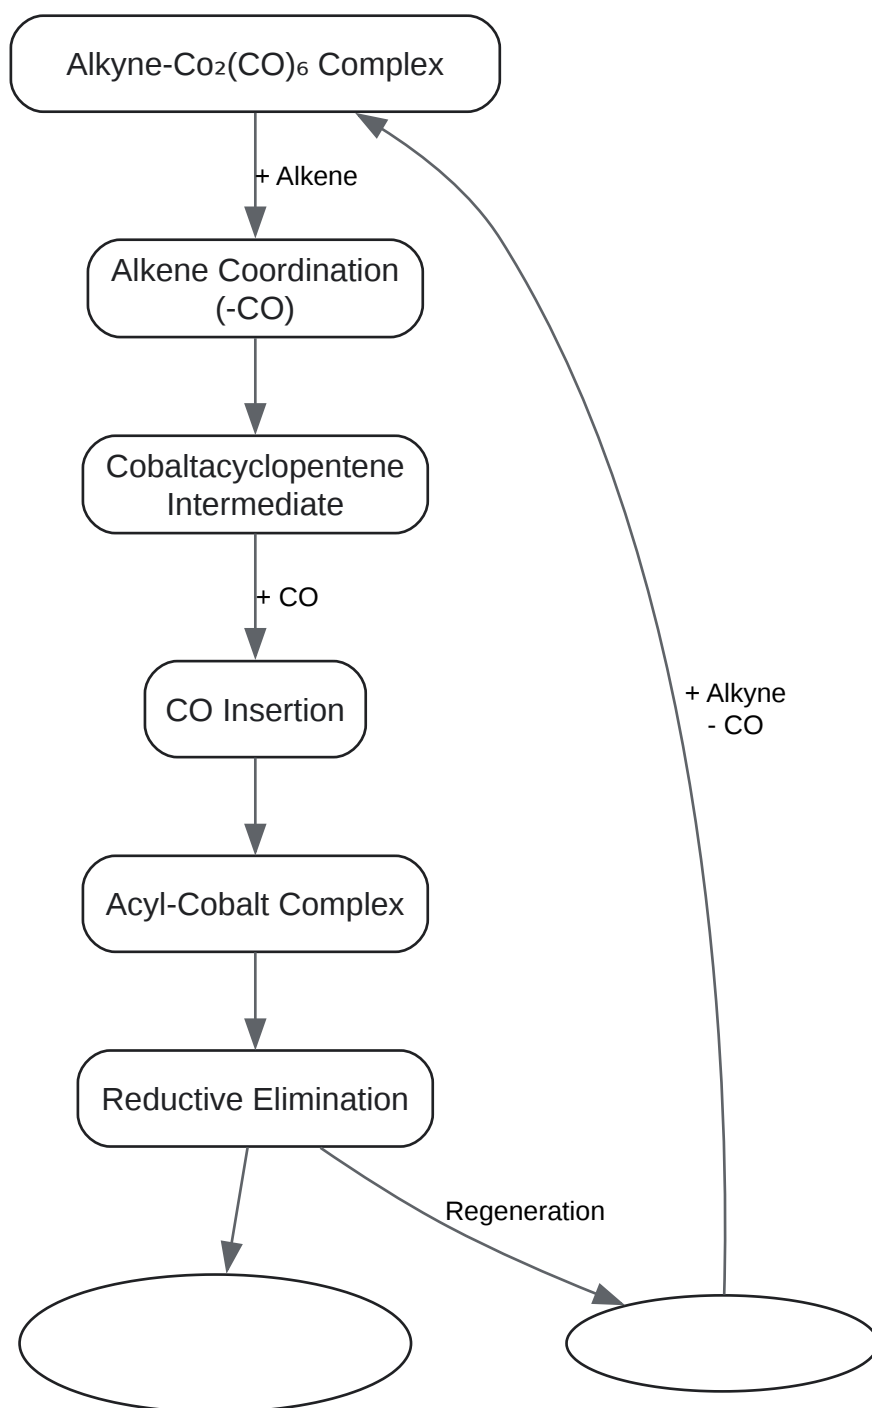 Alkyne-Co₂(CO)₆ Complex
+ Alkene
Alkene Coordination
(-CO)
Cobaltacyclopentene
Intermediate
+ CO
CO Insertion
+ Alkyne
- CO
Acyl-Cobalt Complex
Reductive Elimination
Regeneration